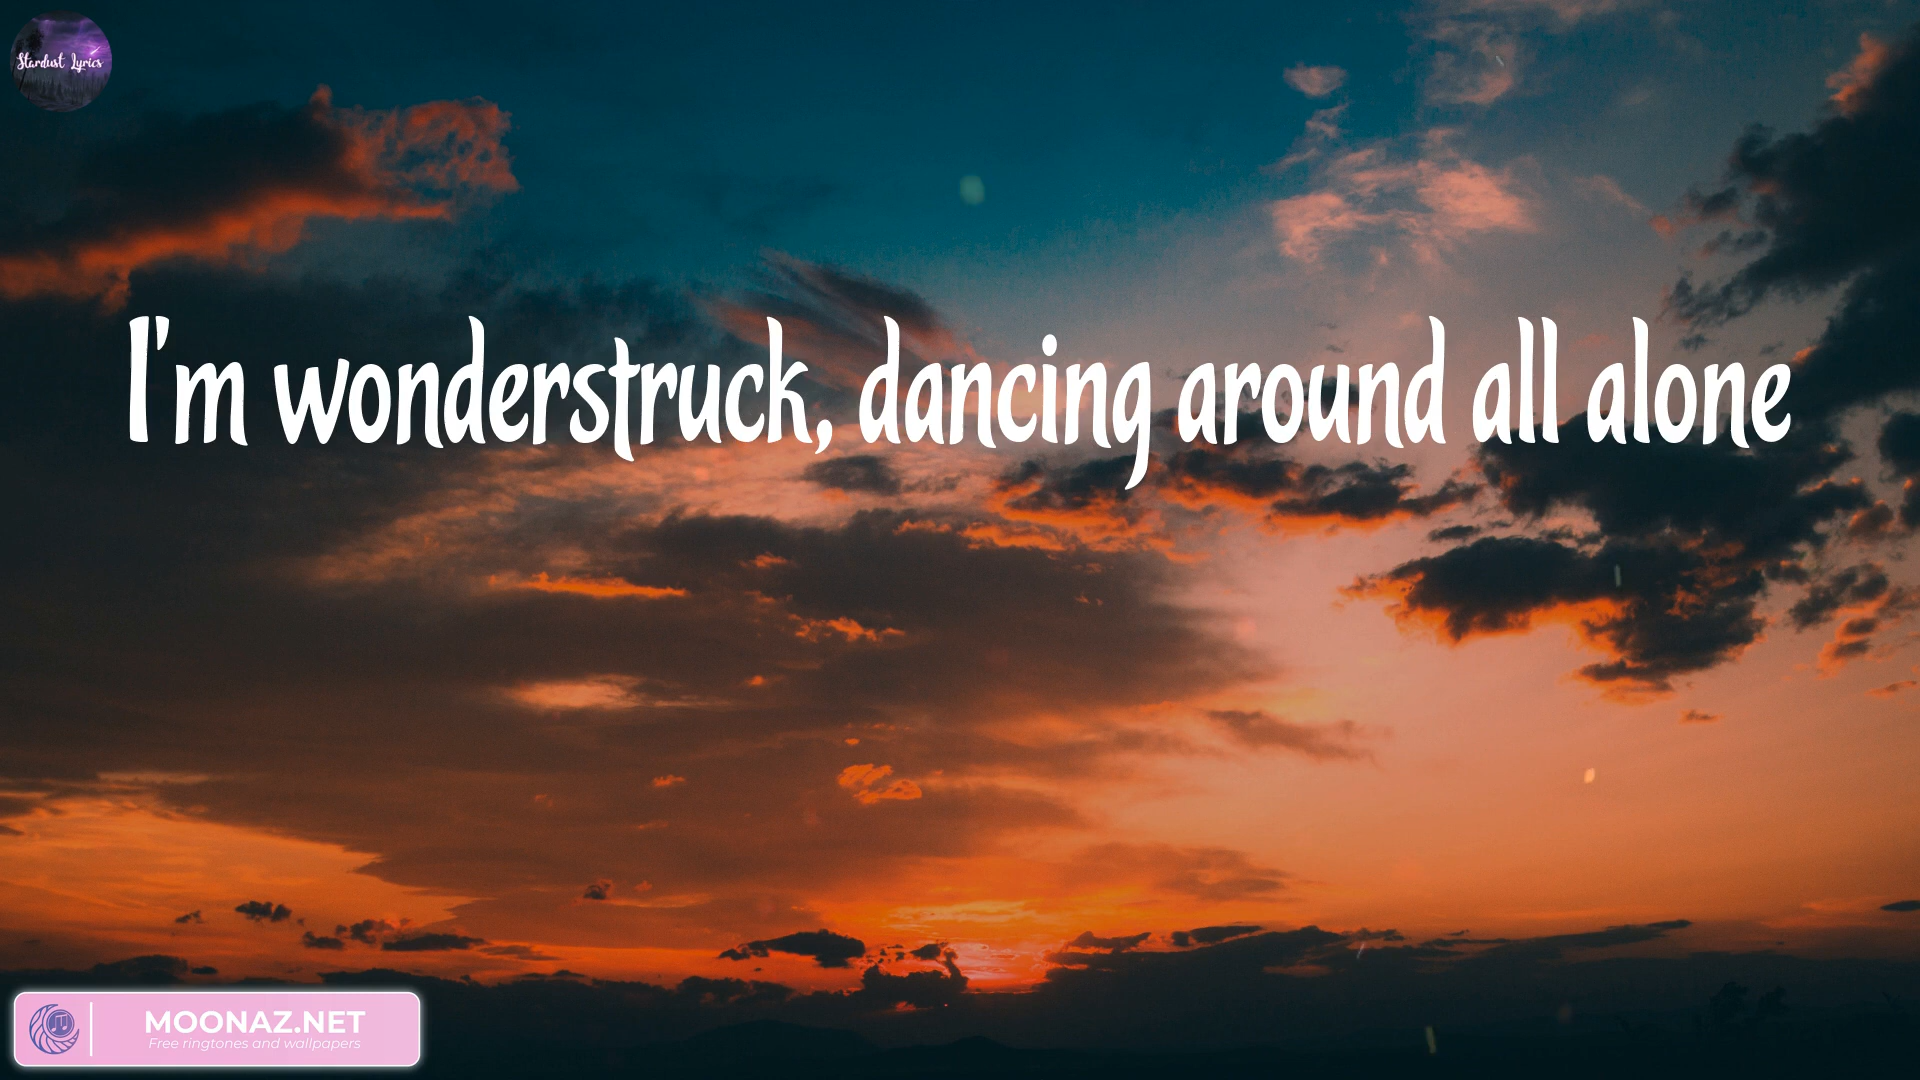 Stardust Lyrics
I'm wonderstruck, dancing around all alone
MOONAZ.NET
Free ringtones and wallpapers